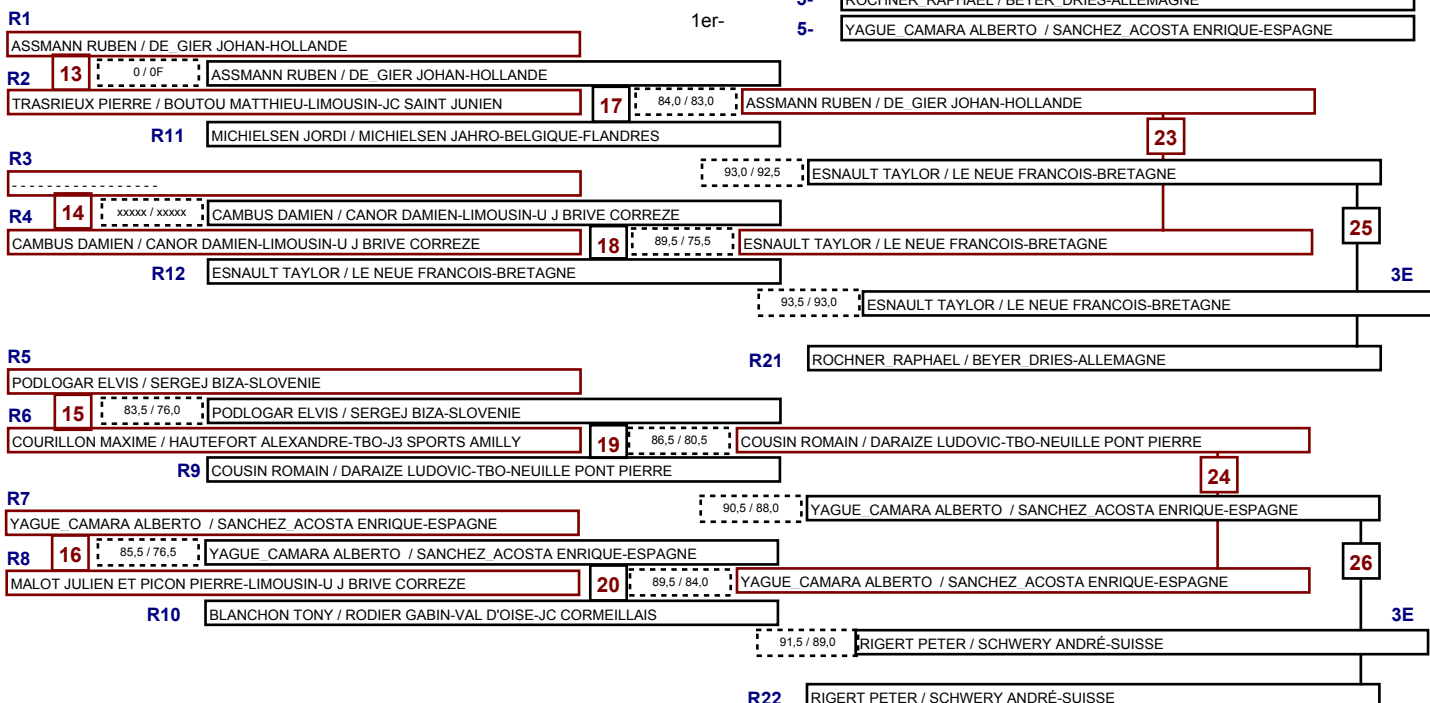 5- ROCHNER_RAPHAEL / BEYER_DRIES-ALLEMAGNE
R1
1er-
5- YAGUE_CAMARA ALBERTO / SANCHEZ_ACOSTA ENRIQUE-ESPAGNE
ASSMANN RUBEN / DE_GIER JOHAN-HOLLANDE
R2 13 0 / 0F ASSMANN RUBEN / DE_GIER JOHAN-HOLLANDE
TRASRIEUX PIERRE / BOUTOU MATTHIEU-LIMOUSIN-JC SAINT JUNIEN 17 84,0 / 83,0 ASSMANN RUBEN / DE_GIER JOHAN-HOLLANDE
R11 MICHIELSEN JORDI / MICHIELSEN JAHRO-BELGIQUE-FLANDRES 23
R3
93,0 / 92,5 ESNAULT TAYLOR / LE NEUE FRANCOIS-BRETAGNE
- - - - - - - - - - - - - - - - -
R4 14 xxxxx / xxxxx CAMBUS DAMIEN / CANOR DAMIEN-LIMOUSIN-U J BRIVE CORREZE 25
CAMBUS DAMIEN / CANOR DAMIEN-LIMOUSIN-U J BRIVE CORREZE 18 89,5 / 75,5 ESNAULT TAYLOR / LE NEUE FRANCOIS-BRETAGNE
R12 ESNAULT TAYLOR / LE NEUE FRANCOIS-BRETAGNE 3E
93,5 / 93,0 ESNAULT TAYLOR / LE NEUE FRANCOIS-BRETAGNE
R5
R21 ROCHNER_RAPHAEL / BEYER_DRIES-ALLEMAGNE
PODLOGAR ELVIS / SERGEJ BIZA-SLOVENIE
R6 15 83,5 / 76,0 PODLOGAR ELVIS / SERGEJ BIZA-SLOVENIE
COURILLON MAXIME / HAUTEFORT ALEXANDRE-TBO-J3 SPORTS AMILLY 19 86,5 / 80,5 COUSIN ROMAIN / DARAIZE LUDOVIC-TBO-NEUILLE PONT PIERRE
R9 COUSIN ROMAIN / DARAIZE LUDOVIC-TBO-NEUILLE PONT PIERRE 24
R7
90,5 / 88,0 YAGUE_CAMARA ALBERTO / SANCHEZ_ACOSTA ENRIQUE-ESPAGNE
YAGUE_CAMARA ALBERTO / SANCHEZ_ACOSTA ENRIQUE-ESPAGNE
R8 16 85,5 / 76,5 YAGUE_CAMARA ALBERTO / SANCHEZ_ACOSTA ENRIQUE-ESPAGNE 26
MALOT JULIEN ET PICON PIERRE-LIMOUSIN-U J BRIVE CORREZE 20 89,5 / 84,0 YAGUE_CAMARA ALBERTO / SANCHEZ_ACOSTA ENRIQUE-ESPAGNE
R10 BLANCHON TONY / RODIER GABIN-VAL D'OISE-JC CORMEILLAIS 3E
91,5 / 89,0 RIGERT PETER / SCHWERY ANDRÉ-SUISSE
R22 RIGERT PETER / SCHWERY ANDRÉ-SUISSE